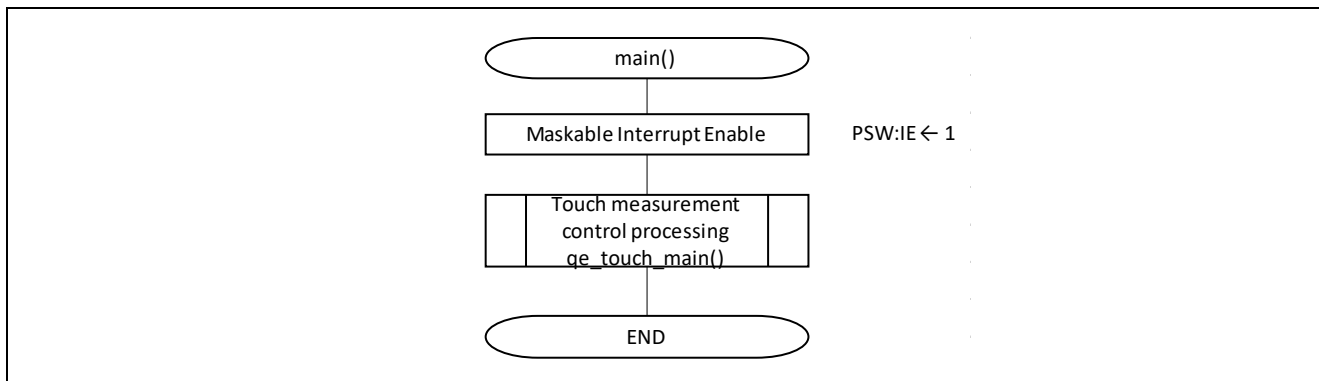 main()
Maskable Interrupt Enable
PSW:IE ← 1
Touch measurement
control processing
qe_touch_main()
END